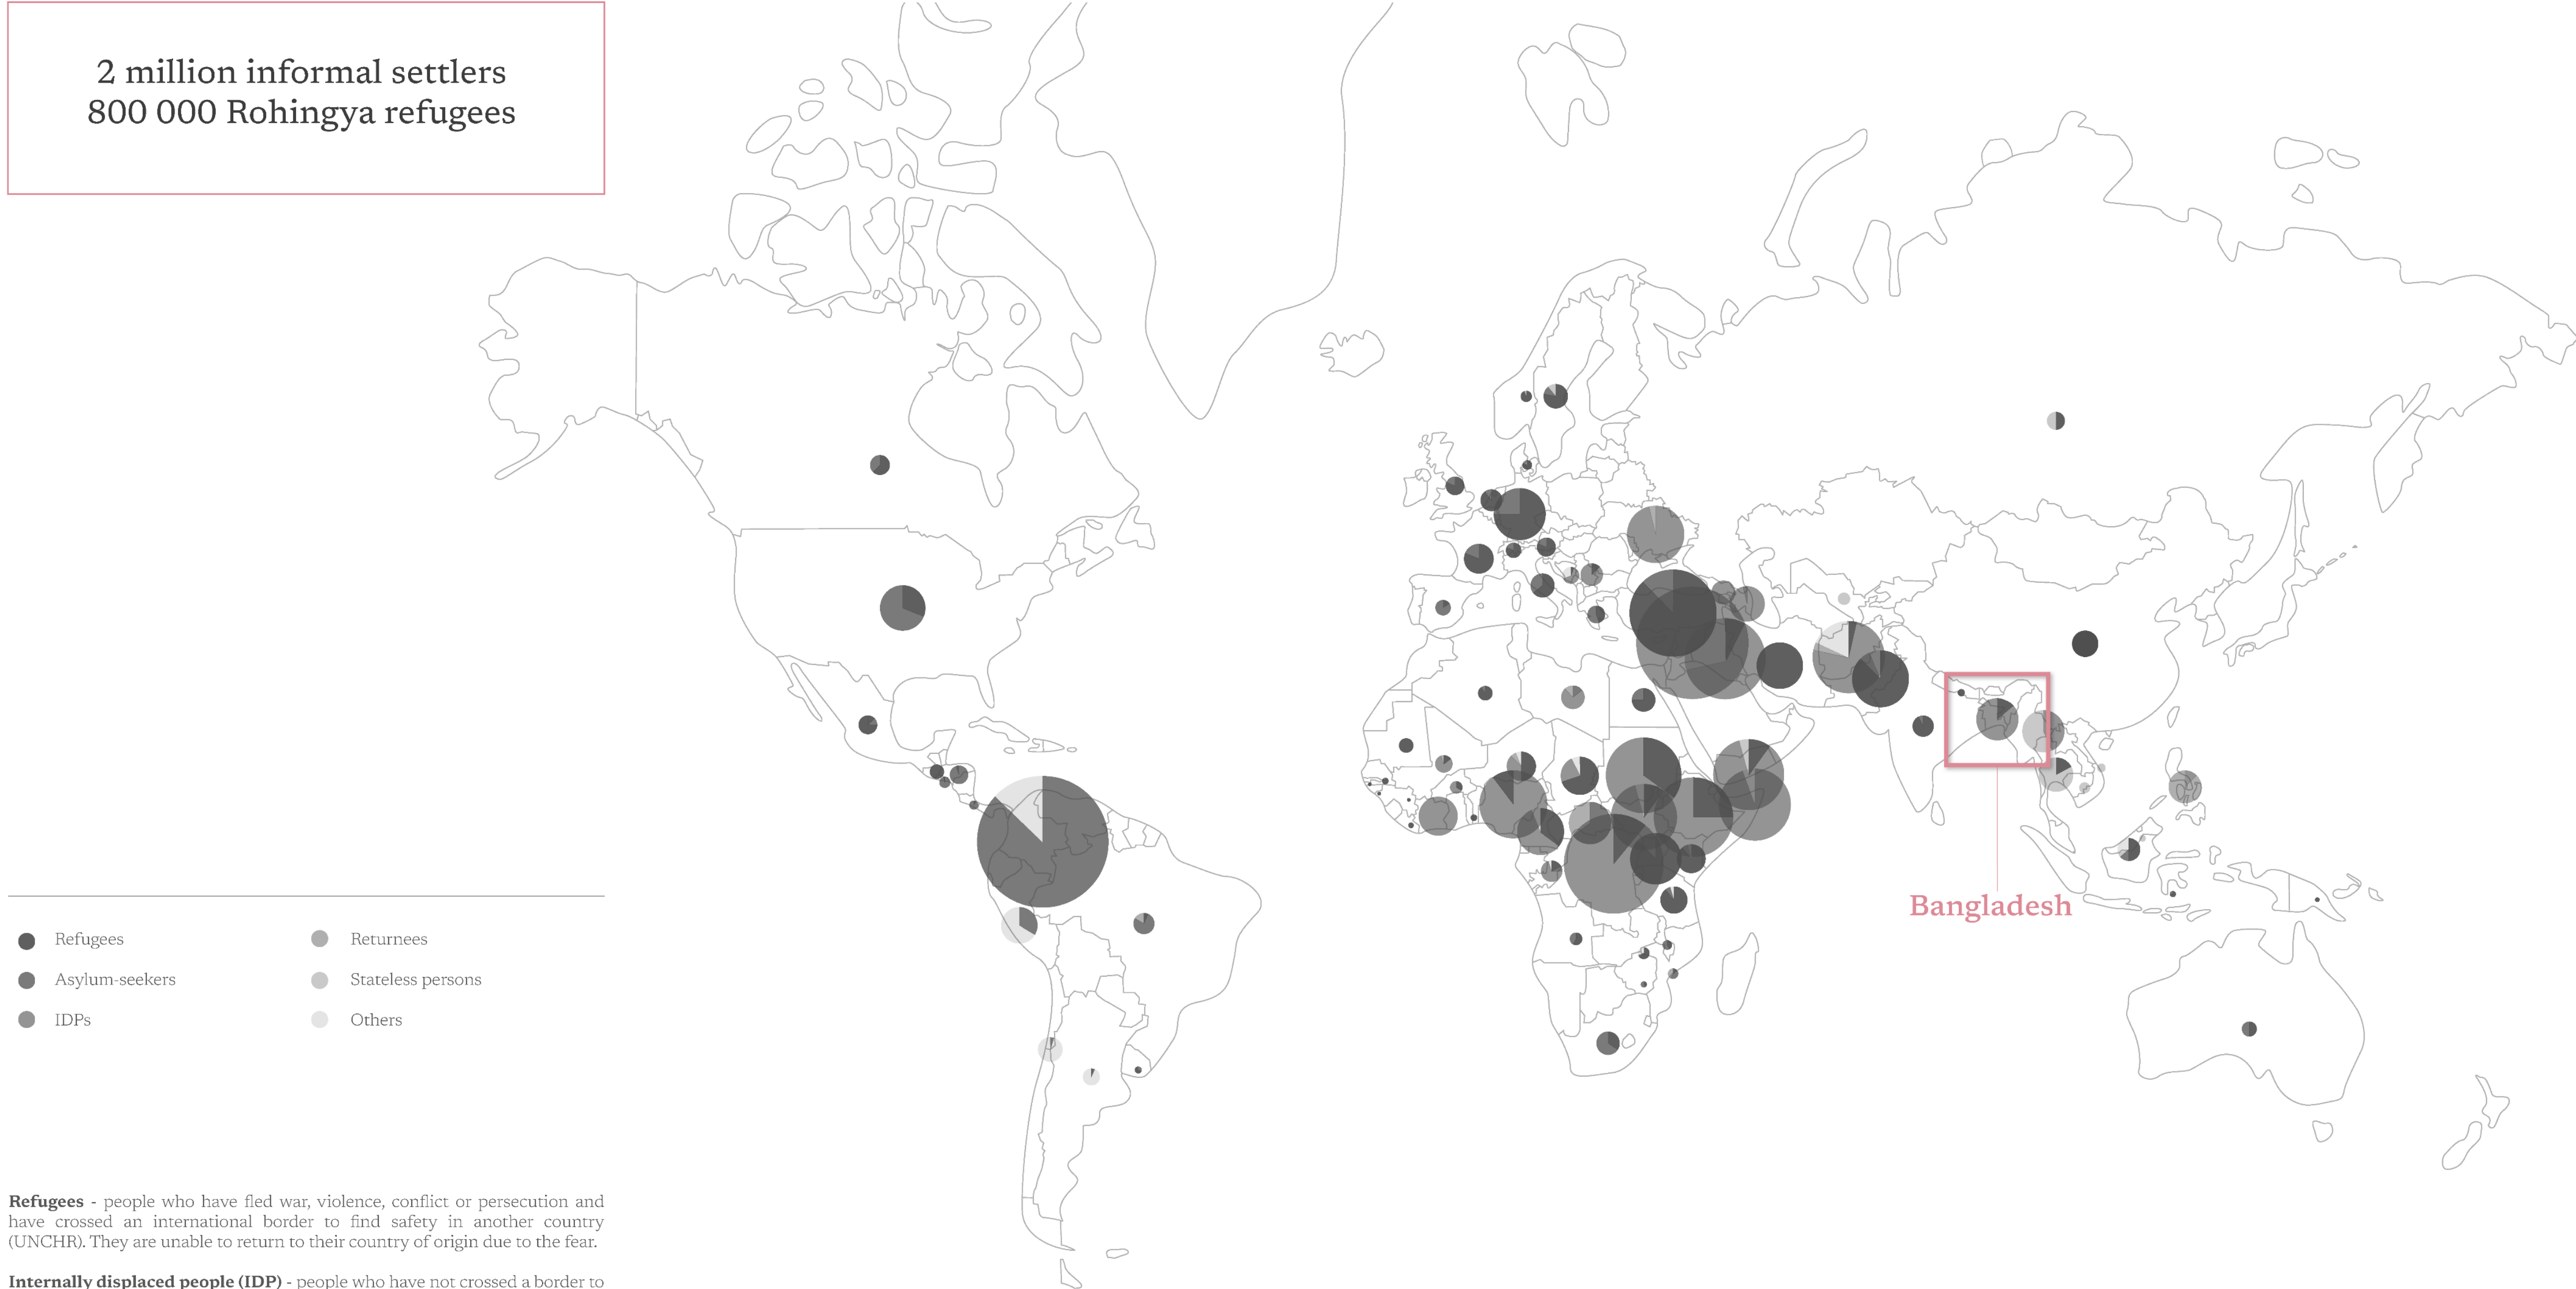 2 million informal settlers
800 000 Rohingya refugees
Bangladesh
Refugees
Returnees
Asylum-seekers
Stateless persons
IDPs
Others
Refugees - people who have fled war, violence, conflict or persecution and
have crossed an international border to find safety in another country
(UNCHR). They are unable to return to their country of origin due to the fear.
Internally displaced people (IDP) - people who have not crossed a border to